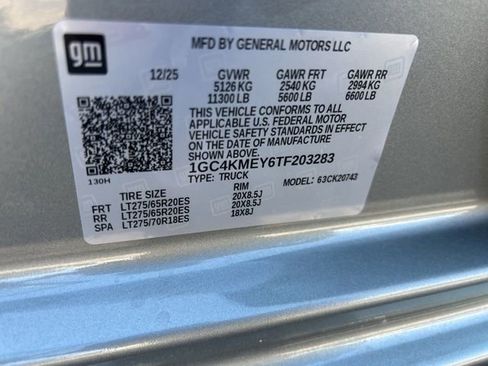 gm
MFD BY GENERAL MOTORS LLC
12/25 GVWR GAWR FRT GAWR RR
5126 KG 2540 KG 2994 KG
11300 LB 5600 LB 6600 LB
THIS VEHICLE CONFORMS TO ALL
APPLICABLE U.S. FEDERAL MOTOR
VEHICLE SAFETY STANDARDS IN EFFECT
ON THE DATE OF MANUFACTURE
SHOWN ABOVE.
1GC4KMEY6TF203283
130H TYPE: TRUCK MODEL: 63CK20743
TIRE SIZE RIM
FRT LT275/65R20ES 20X8.5J
RR LT275/65R20ES 20X8.5J
SPA LT275/70R18ES 18X8J